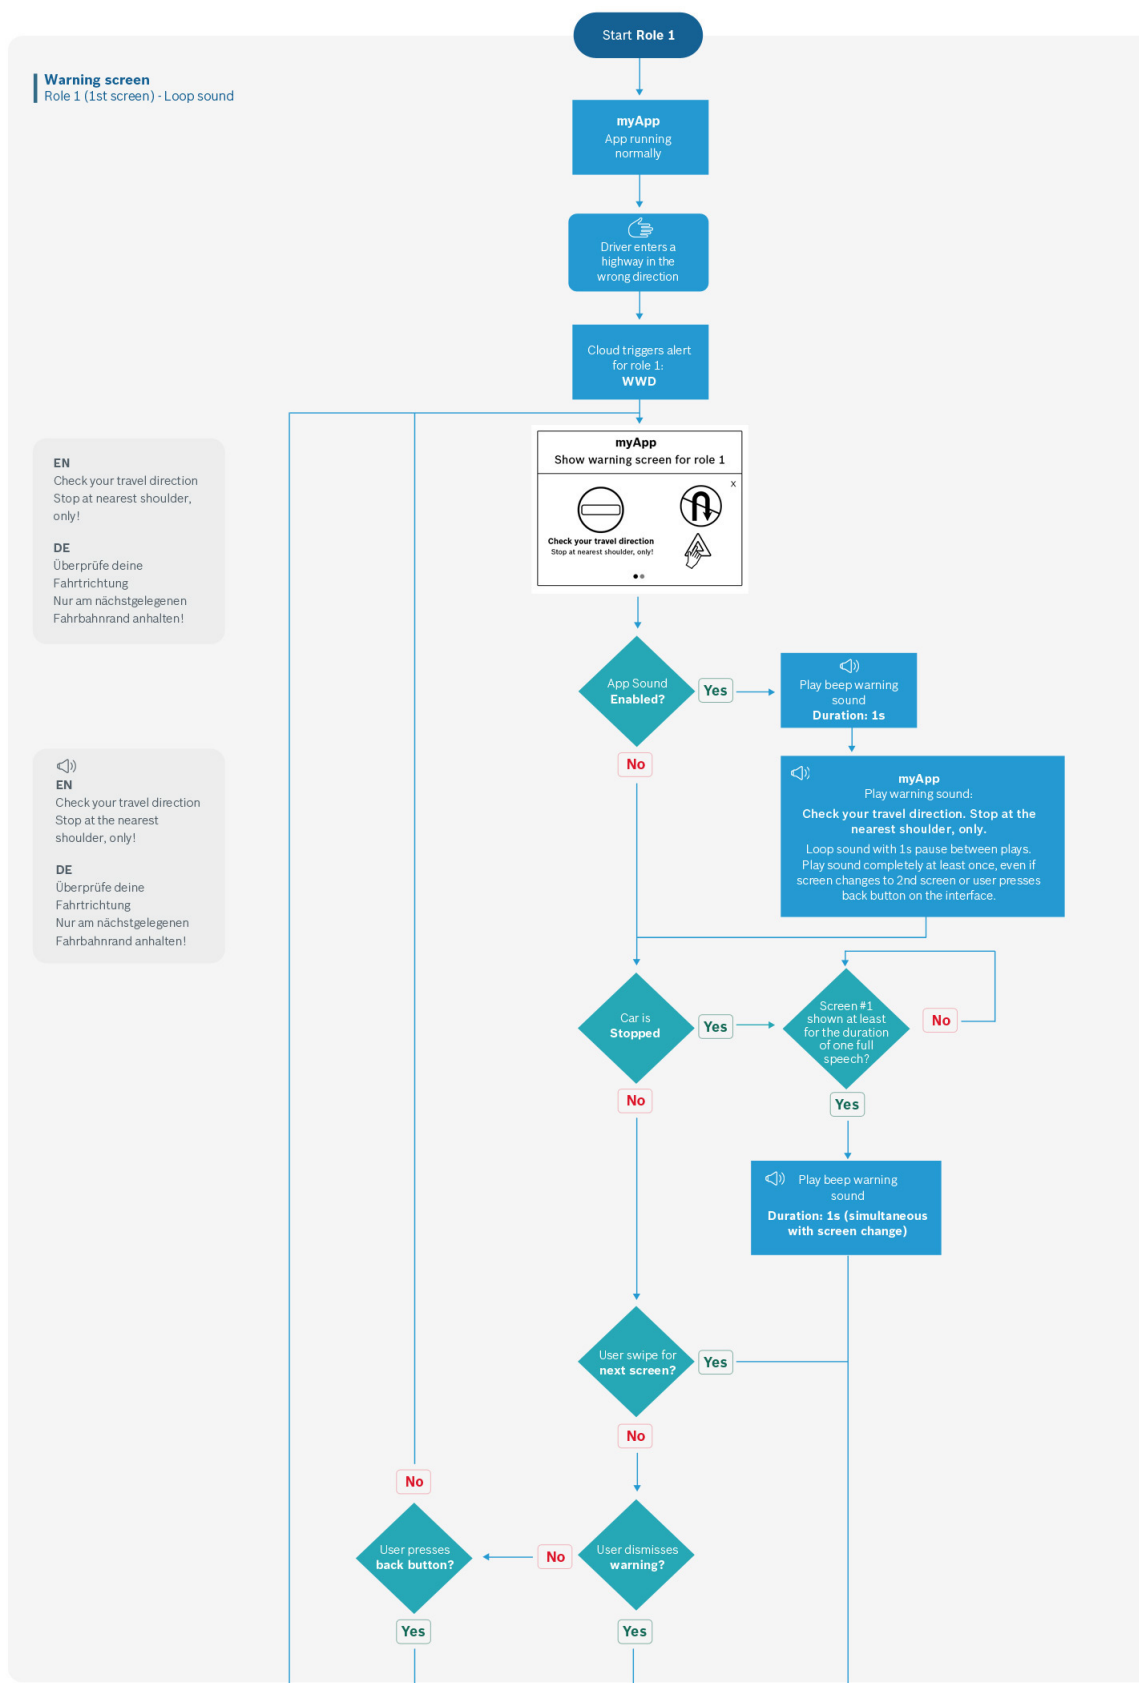 Start Role 1
Warning screen
Role 1 (1st screen) - Loop sound
myApp
App running
normally
Driver enters a
highway in the
wrong direction
Cloud triggers alert
for role 1:
WWD
myApp
Show warning screen for role 1
X
Check your travel direction
Stop at nearest shoulder, only!
EN
Check your travel direction
Stop at nearest shoulder,
only!
DE
Überprüfe deine
Fahrtrichtung
Nur am nächstgelegenen
Fahrbahnrand anhalten!
App Sound
Enabled?
Yes
Play beep warning
sound
Duration: 1s
No
EN
Check your travel direction
Stop at the nearest
shoulder, only!
DE
Überprüfe deine
Fahrtrichtung
Nur am nächstgelegenen
Fahrbahnrand anhalten!
myApp
Play warning sound:
Check your travel direction. Stop at the
nearest shoulder, only.
Loop sound with 1s pause between plays.
Play sound completely at least once, even if
screen changes to 2nd screen or user presses
back button on the interface.
Car is
Stopped
Yes
Screen #1
shown at least
for the duration
of one full
speech?
No
No
Yes
Play beep warning
sound
Duration: 1s (simultaneous
with screen change)
User swipe for
next screen?
Yes
No
No
User presses
back button?
No
User dismisses
warning?
Yes
Yes